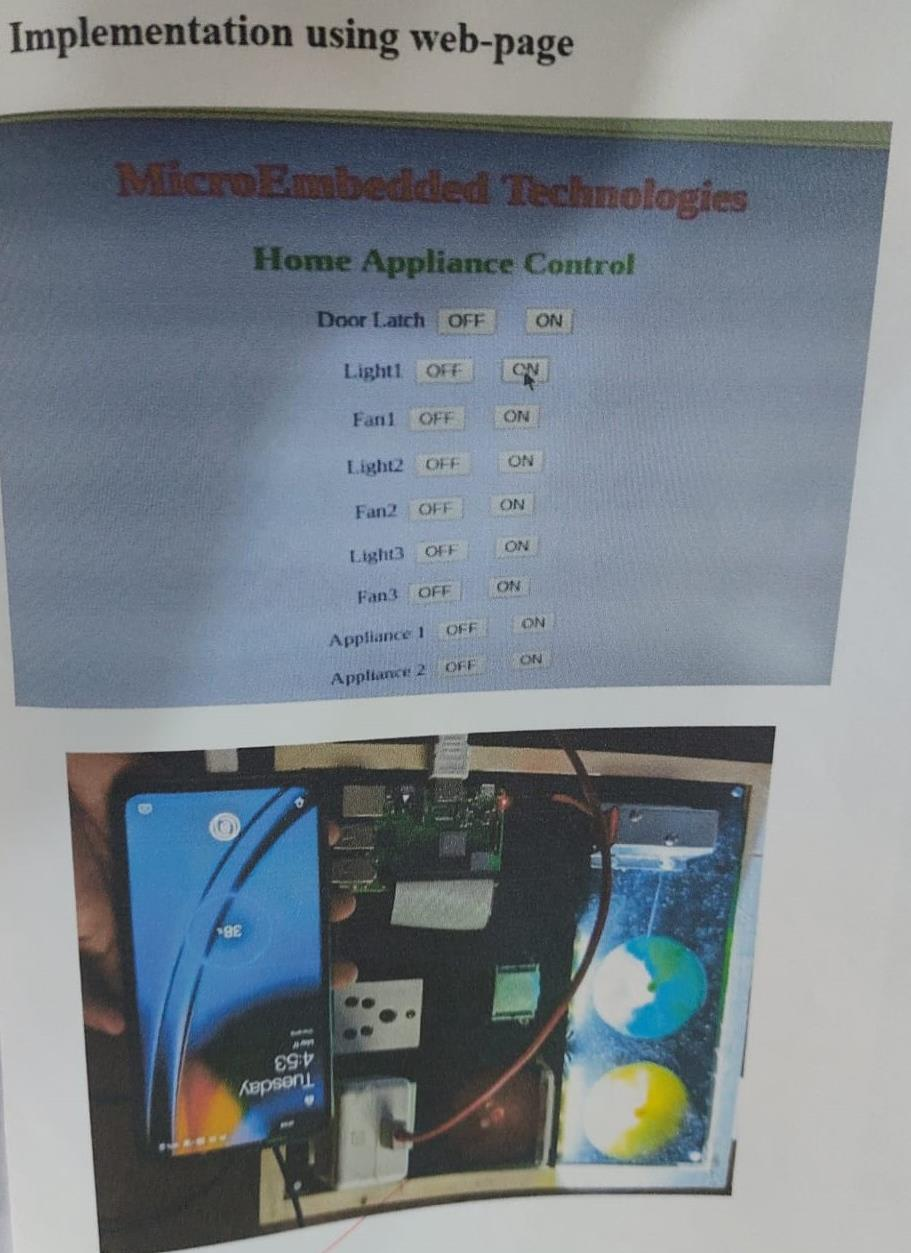 Implementation using web-page
MicroEmbedded Technologies
Home Appliance Control
Door Latch OFF ON
Light1 OFF ON
Fan1 OFF ON
Light2 OFF ON
Fan2 OFF ON
Light3 OFF ON
Fan3 OFF ON
Appliance 1 OFF ON
Appliance 2 OFF ON
Tuesday
4:53